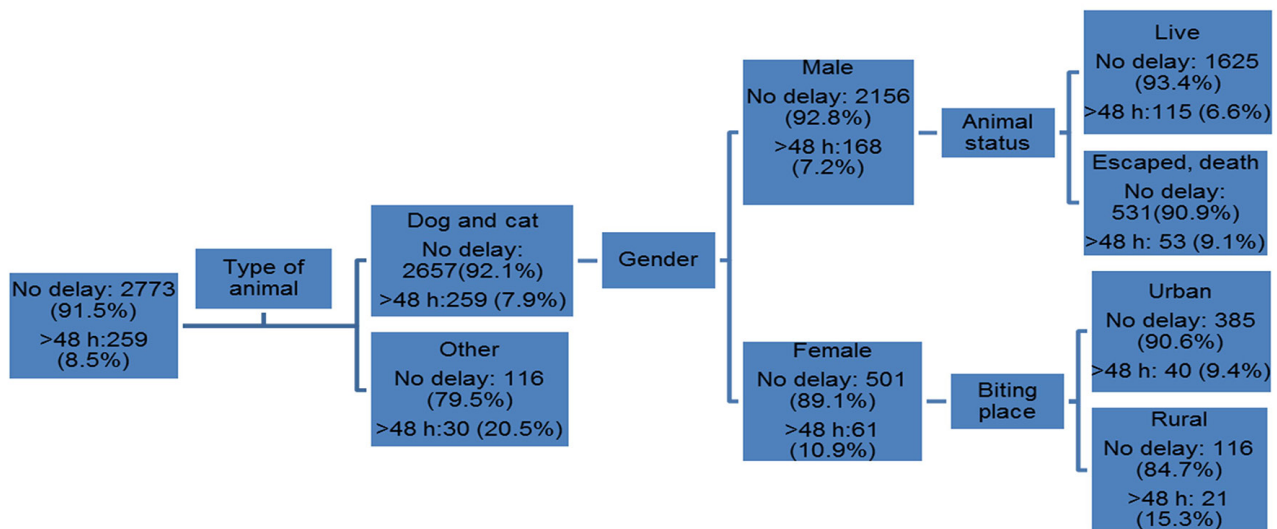 No delay: 2773
(91.5%)
>48 h:259
(8.5%)
Type of
animal
Dog and cat
No delay:
2657(92.1%)
>48 h:259 (7.9%)
Other
No delay: 116
(79.5%)
>48 h:30 (20.5%)
Gender
Male
No delay: 2156
(92.8%)
>48 h:168
(7.2%)
Female
No delay: 501
(89.1%)
>48 h:61
(10.9%)
Animal
status
Live
No delay: 1625
(93.4%)
>48 h:115 (6.6%)
Escaped, death
No delay:
531(90.9%)
>48 h: 53 (9.1%)
Biting
place
Urban
No delay: 385
(90.6%)
>48 h: 40 (9.4%)
Rural
No delay: 116
(84.7%)
>48 h: 21
(15.3%)